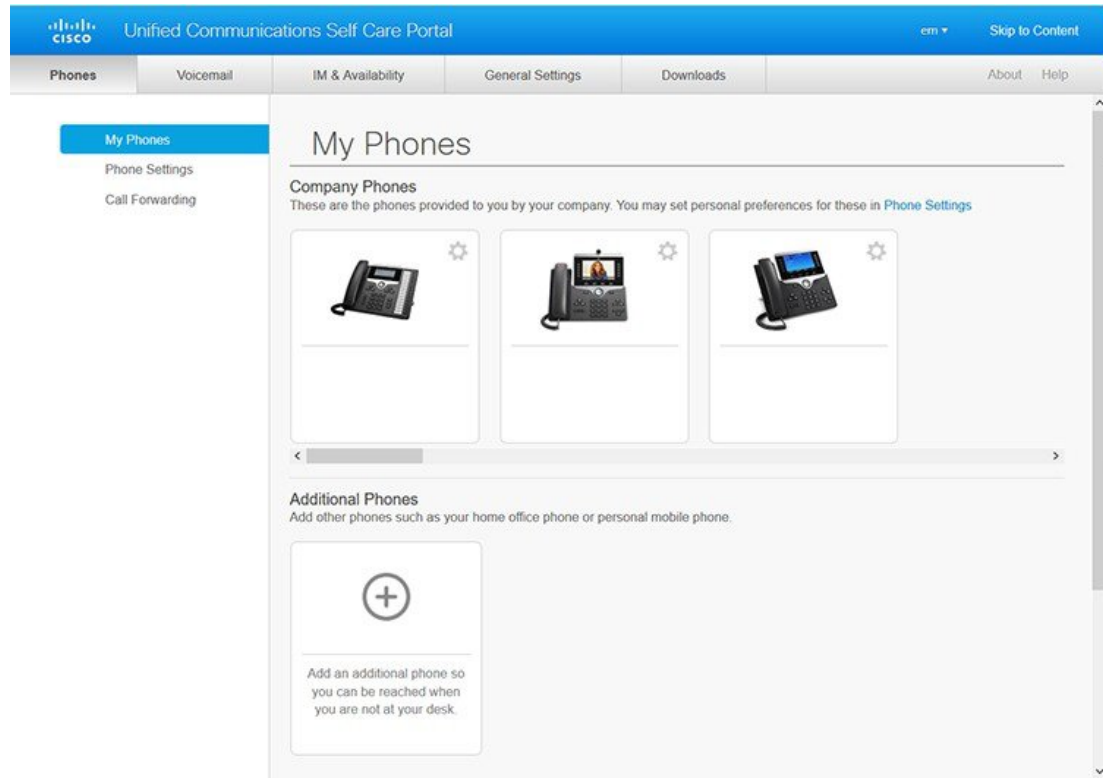 CISCO
Unified Communications Self Care Portal
em
Skip to Content
Phones
Voicemail
IM & Availability
General Settings
Downloads
About
Help
My Phones
Phone Settings
Call Forwarding
My Phones
Company Phones
These are the phones provided to you by your company. You may set personal preferences for these in Phone Settings
Additional Phones
Add other phones such as your home office phone or personal mobile phone.
Add an additional phone so
you can be reached when
you are not at your desk.